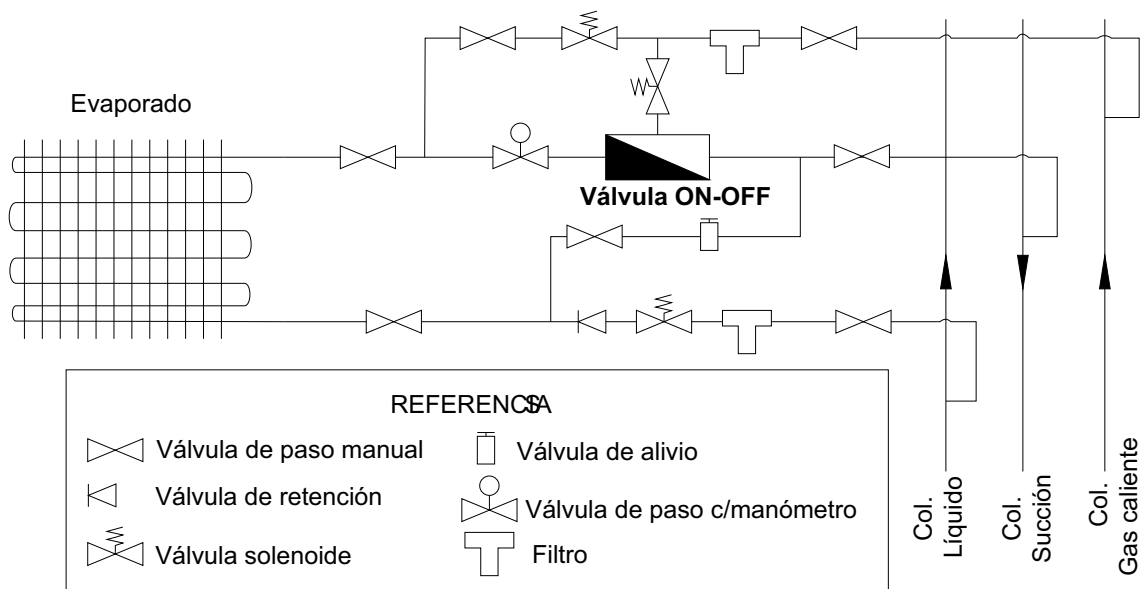 Evaporado
Válvula ON-OFF
REFERENCSIA
Válvula de paso manual
Válvula de alivio
Válvula de retención
Válvula de paso c/manómetro
Válvula solenoide
Filtro
Col.
Líquido
Col.
Succión
Col.
Gas caliente